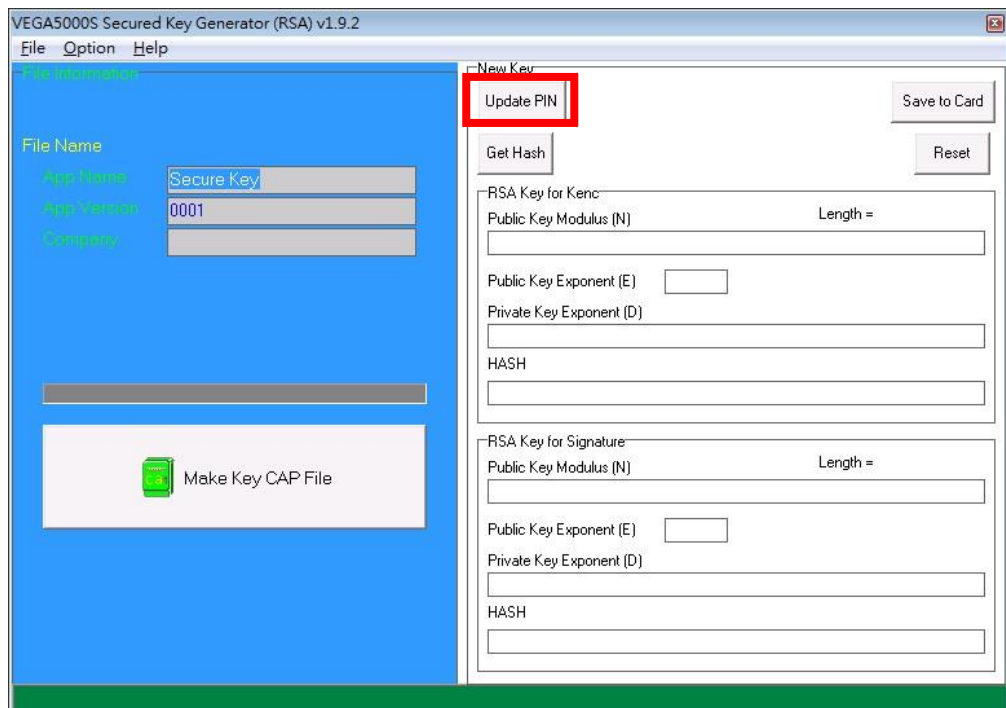 VEGA5000S Secured Key Generator (RSA) v1.9.2
File Option Help
File Information
File Name
App Name
Secure Key
App Version
0001
Company
Make Key CAP File
New Key
Update PIN
Save to Card
Get Hash
Reset
RSA Key for Kenc
Public Key Modulus (N)
Length =
Public Key Exponent (E)
Private Key Exponent (D)
HASH
RSA Key for Signature
Public Key Modulus (N)
Length =
Public Key Exponent (E)
Private Key Exponent (D)
HASH